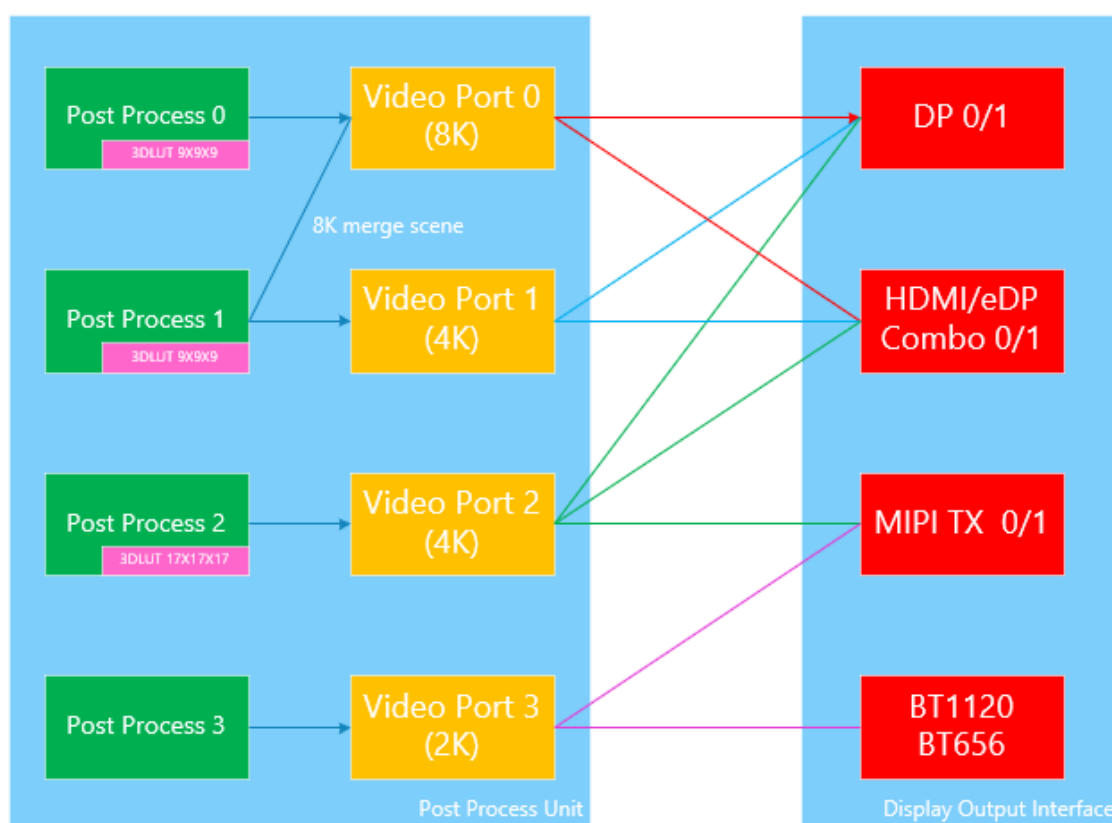 Post Process 0
3DLUT 9X9X9
Video Port 0
(8K)
DP 0/1
8K merge scene
Post Process 1
3DLUT 9X9X9
Video Port 1
(4K)
HDMI/eDP
Combo 0/1
Post Process 2
3DLUT 17X17X17
Video Port 2
(4K)
MIPI TX 0/1
Post Process 3
Video Port 3
(2K)
BT1120
BT656
Post Process Unit
Display Output Interface